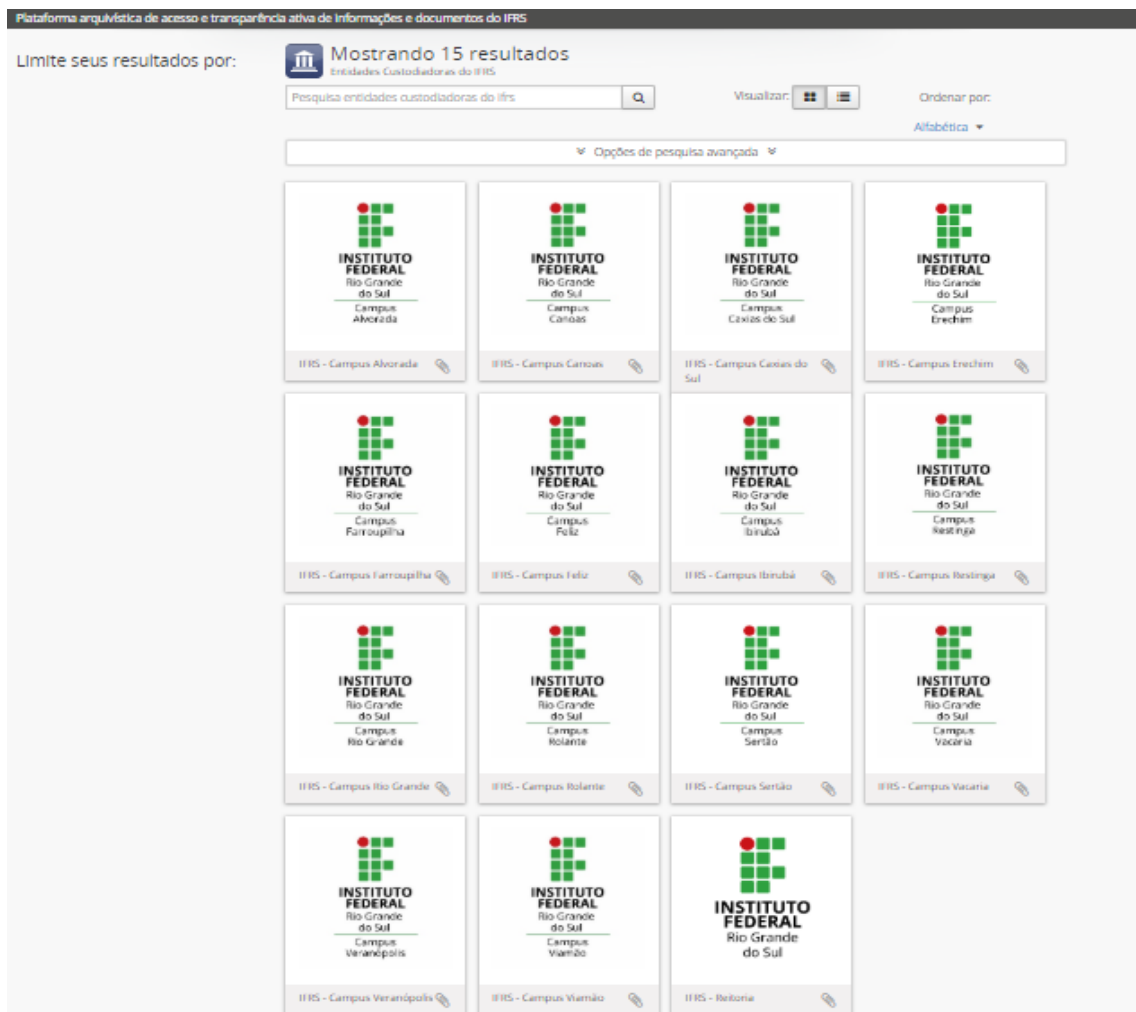 Plataforma arquivística de acesso e transparência ativa de informações e documentos do IFRS
Limite seus resultados por:
Mostrando 15 resultados
Entidades Custodiadoras do IFRS
Pesquisa entidades custodiadoras do ifrs
Visualizar:
Ordenar por:
Alfabética
Opções de pesquisa avançada
INSTITUTO
FEDERAL
Rio Grande
do Sul
Campus
Alvorada
IFRS - Campus Alvorada
INSTITUTO
FEDERAL
Rio Grande
do Sul
Campus
Canoas
IFRS - Campus Canoas
INSTITUTO
FEDERAL
Rio Grande
do Sul
Campus
Caxias do Sul
IFRS - Campus Caxias do
Sul
INSTITUTO
FEDERAL
Rio Grande
do Sul
Campus
Erechim
IFRS - Campus Erechim
INSTITUTO
FEDERAL
Rio Grande
do Sul
Campus
Farroupilha
IFRS - Campus Farroupilha
INSTITUTO
FEDERAL
Rio Grande
do Sul
Campus
Feliz
IFRS - Campus Feliz
INSTITUTO
FEDERAL
Rio Grande
do Sul
Campus
Ibirubá
IFRS - Campus Ibirubá
INSTITUTO
FEDERAL
Rio Grande
do Sul
Campus
Restinga
IFRS - Campus Restinga
INSTITUTO
FEDERAL
Rio Grande
do Sul
Campus
Rio Grande
IFRS - Campus Rio Grande
INSTITUTO
FEDERAL
Rio Grande
do Sul
Campus
Rolante
IFRS - Campus Rolante
INSTITUTO
FEDERAL
Rio Grande
do Sul
Campus
Sertão
IFRS - Campus Sertão
INSTITUTO
FEDERAL
Rio Grande
do Sul
Campus
Vacaria
IFRS - Campus Vacaria
INSTITUTO
FEDERAL
Rio Grande
do Sul
Campus
Veranópolis
IFRS - Campus Veranópolis
INSTITUTO
FEDERAL
Rio Grande
do Sul
Campus
Viamão
IFRS - Campus Viamão
INSTITUTO
FEDERAL
Rio Grande
do Sul
IFRS - Reitoria